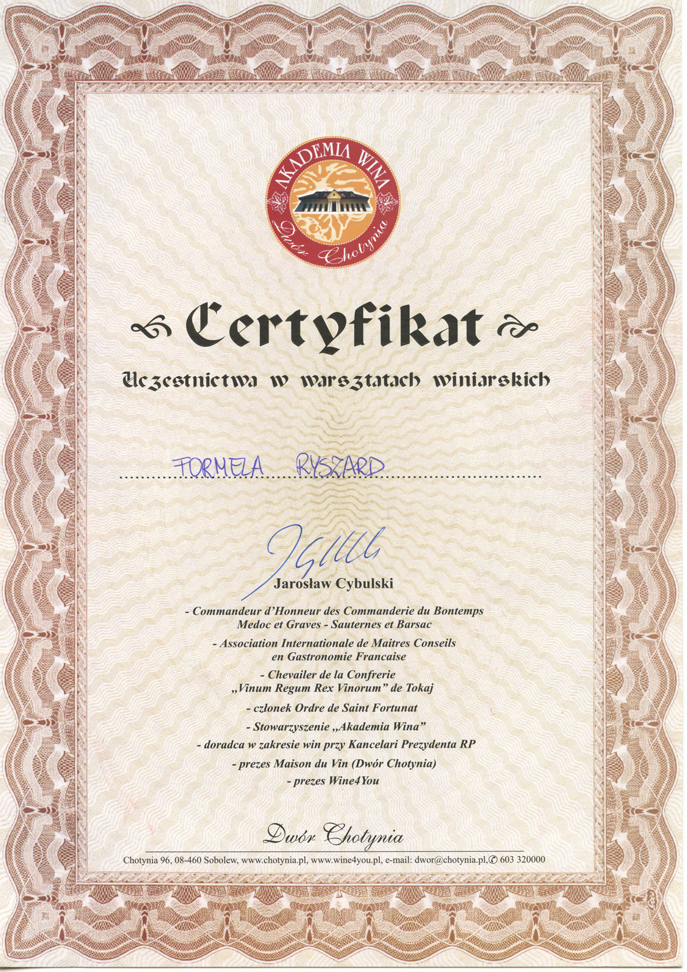 AKADEMIA WINA
Dwór Chotynia
Certyfikat
Uczestnictwa w warsztatach winiarskich
FORMELA RYSZARD
Jarosław Cybulski
- Commandeur d'Honneur des Commanderie du Bontemps
Medoc et Graves - Sauternes et Barsac
- Association Internationale de Maitres Conseils
en Gastronomie Francaise
- Chevailer de la Confrerie
„Vinum Regum Rex Vinorum” de Tokaj
- członek Ordre de Saint Fortunat
- Stowarzyszenie „Akademia Wina”
- doradca w zakresie win przy Kancelari Prezydenta RP
- prezes Maison du Vin (Dwór Chotynia)
- prezes Wine4You
Dwór Chotynia
Chotynia 96, 08-460 Sobolew, www.chotynia.pl, www.wine4you.pl, e-mail: dwor@chotynia.pl,✆ 603 320000